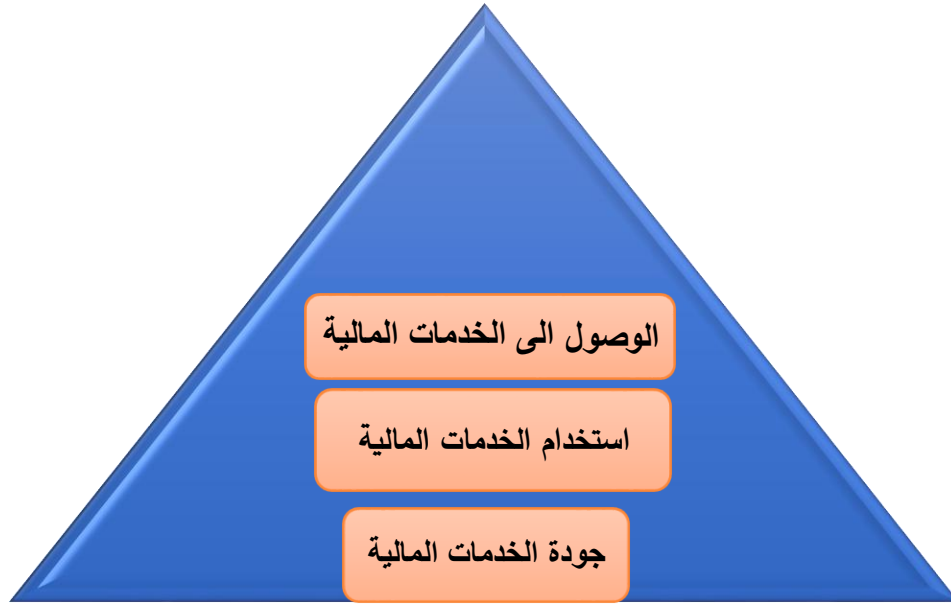 الوصول الى الخدمات المالية
استخدام الخدمات المالية
جودة الخدمات المالية